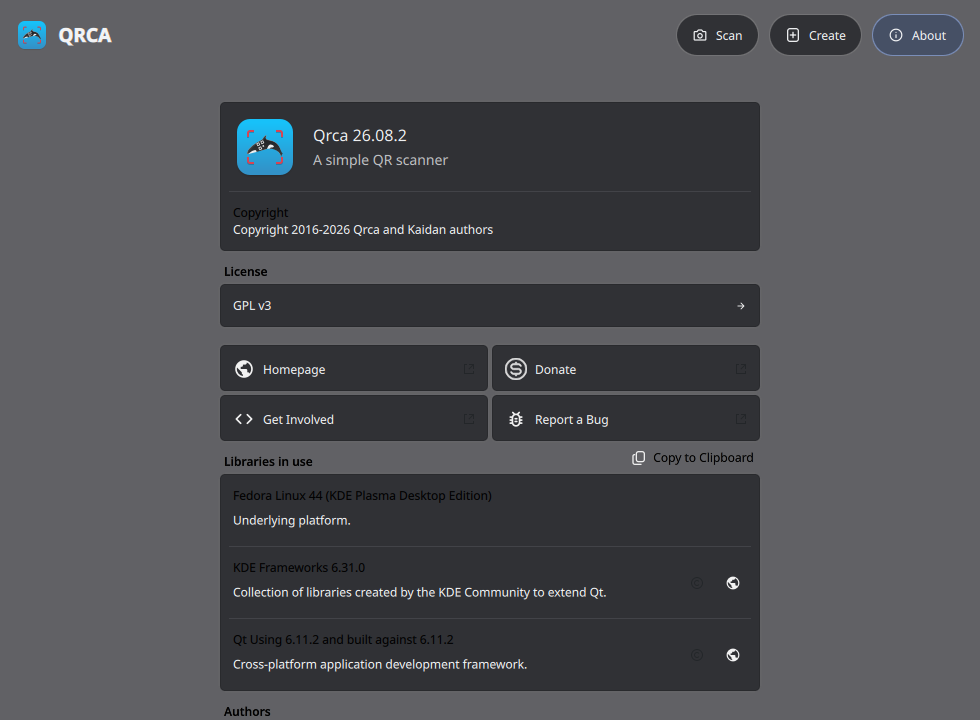 QRCA
Scan
Create
About
Qrca 26.08.2
A simple QR scanner
Copyright
Copyright 2016-2026 Qrca and Kaidan authors
License
GPL v3
Homepage
Donate
Get Involved
Report a Bug
Libraries in use
Copy to Clipboard
Fedora Linux 44 (KDE Plasma Desktop Edition)
Underlying platform.
KDE Frameworks 6.31.0
Collection of libraries created by the KDE Community to extend Qt.
Qt Using 6.11.2 and built against 6.11.2
Cross-platform application development framework.
Authors